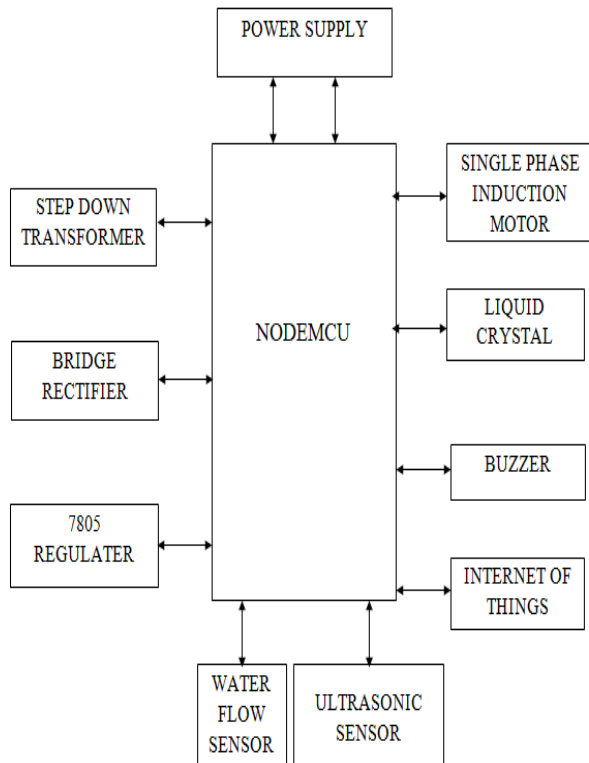 POWER SUPPLY
SINGLE PHASE
INDUCTION
MOTOR
STEP DOWN
TRANSFORMER
NODEMCU
LIQUID
CRYSTAL
BRIDGE
RECTIFIER
BUZZER
7805
REGULATER
INTERNET OF
THINGS
WATER
FLOW
SENSOR
ULTRASONIC
SENSOR